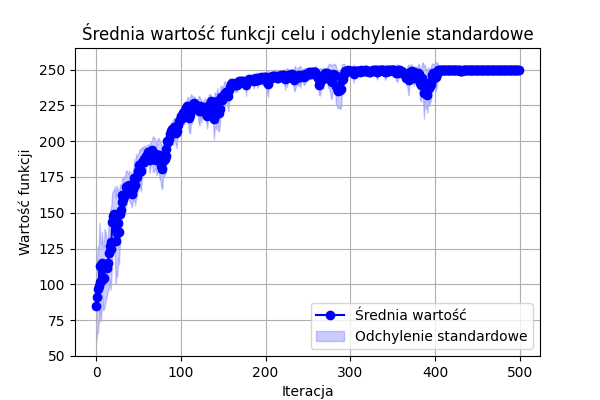 Średnia wartość funkcji celu i odchylenie standardowe
Wartość funkcji
250
225
200
175
150
125
100
75
50
0 100 200 300 400 500
Iteracja
Średnia wartość
Odchylenie standardowe